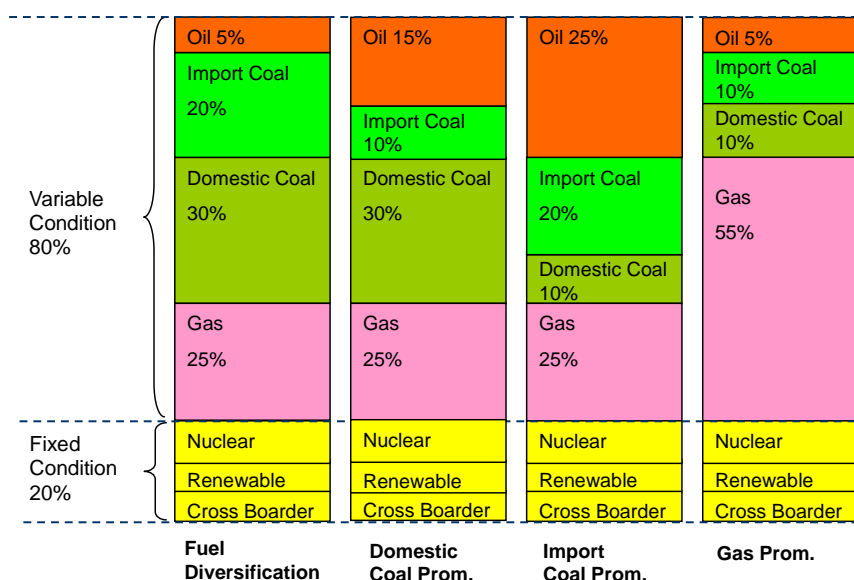 Variable
Condition
80%
Fixed
Condition
20%
Oil 5%
Import Coal
20%
Domestic Coal
30%
Gas
25%
Nuclear
Renewable
Cross Boarder
Fuel
Diversification
Oil 15%
Import Coal
10%
Domestic Coal
30%
Gas
25%
Nuclear
Renewable
Cross Boarder
Domestic
Coal Prom.
Oil 25%
Import Coal
20%
Domestic Coal
10%
Gas
25%
Nuclear
Renewable
Cross Boarder
Import
Coal Prom.
Oil 5%
Import Coal
10%
Domestic Coal
10%
Gas
55%
Nuclear
Renewable
Cross Boarder
Gas Prom.